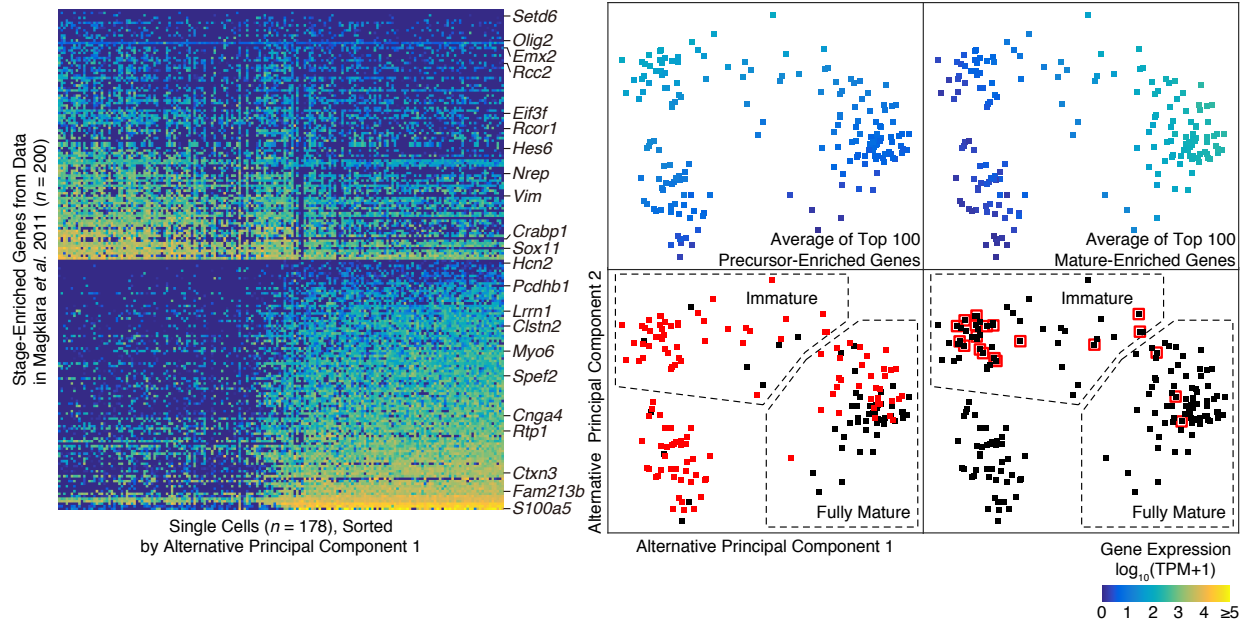 Stage-Enriched Genes from Data
in Magklara et al. 2011 (n = 200)
Setd6
Olig2
Emx2
Rcc2
Eif3f
Rcor1
Hes6
Nrep
Vim
Crabp1
Sox11
Hcn2
Pcdhb1
Lrrn1
Clstn2
Myo6
Spef2
Cnga4
Rtp1
Ctxn3
Fam213b
S100a5
Single Cells (n = 178), Sorted
by Alternative Principal Component 1
Average of Top 100
Precursor-Enriched Genes
Average of Top 100
Mature-Enriched Genes
Alternative Principal Component 2
Immature
Fully Mature
Immature
Fully Mature
Alternative Principal Component 1
Gene Expression
log10(TPM+1)
0 1 2 3 4 ≥5